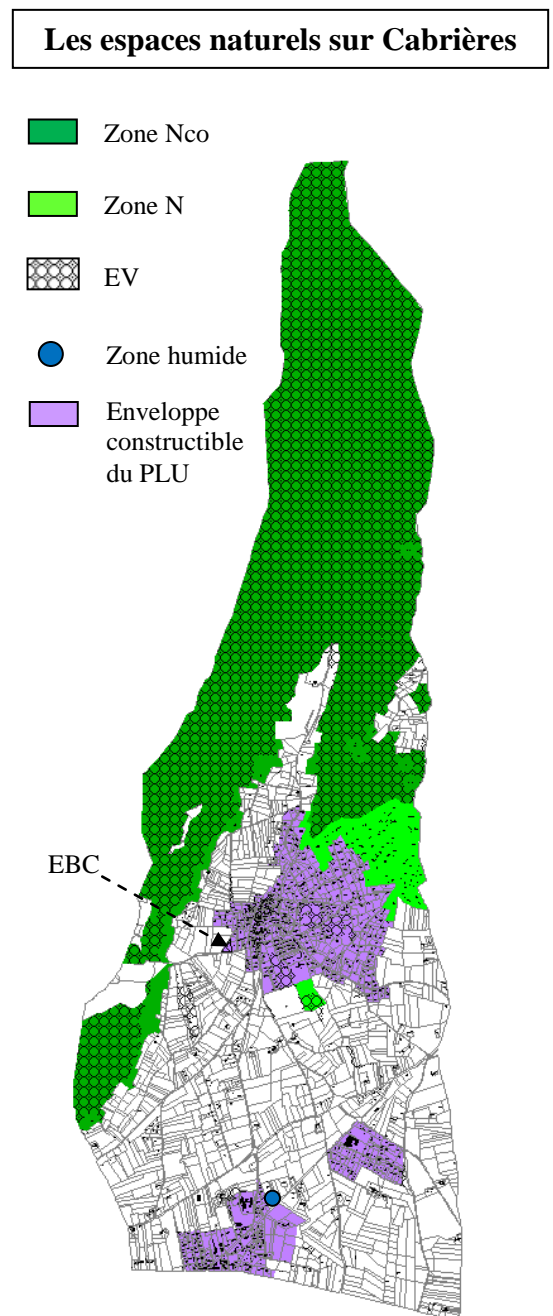 Les espaces naturels sur Cabrières
Zone Nco
Zone N
EV
Zone humide
Enveloppe
constructible
du PLU
EBC